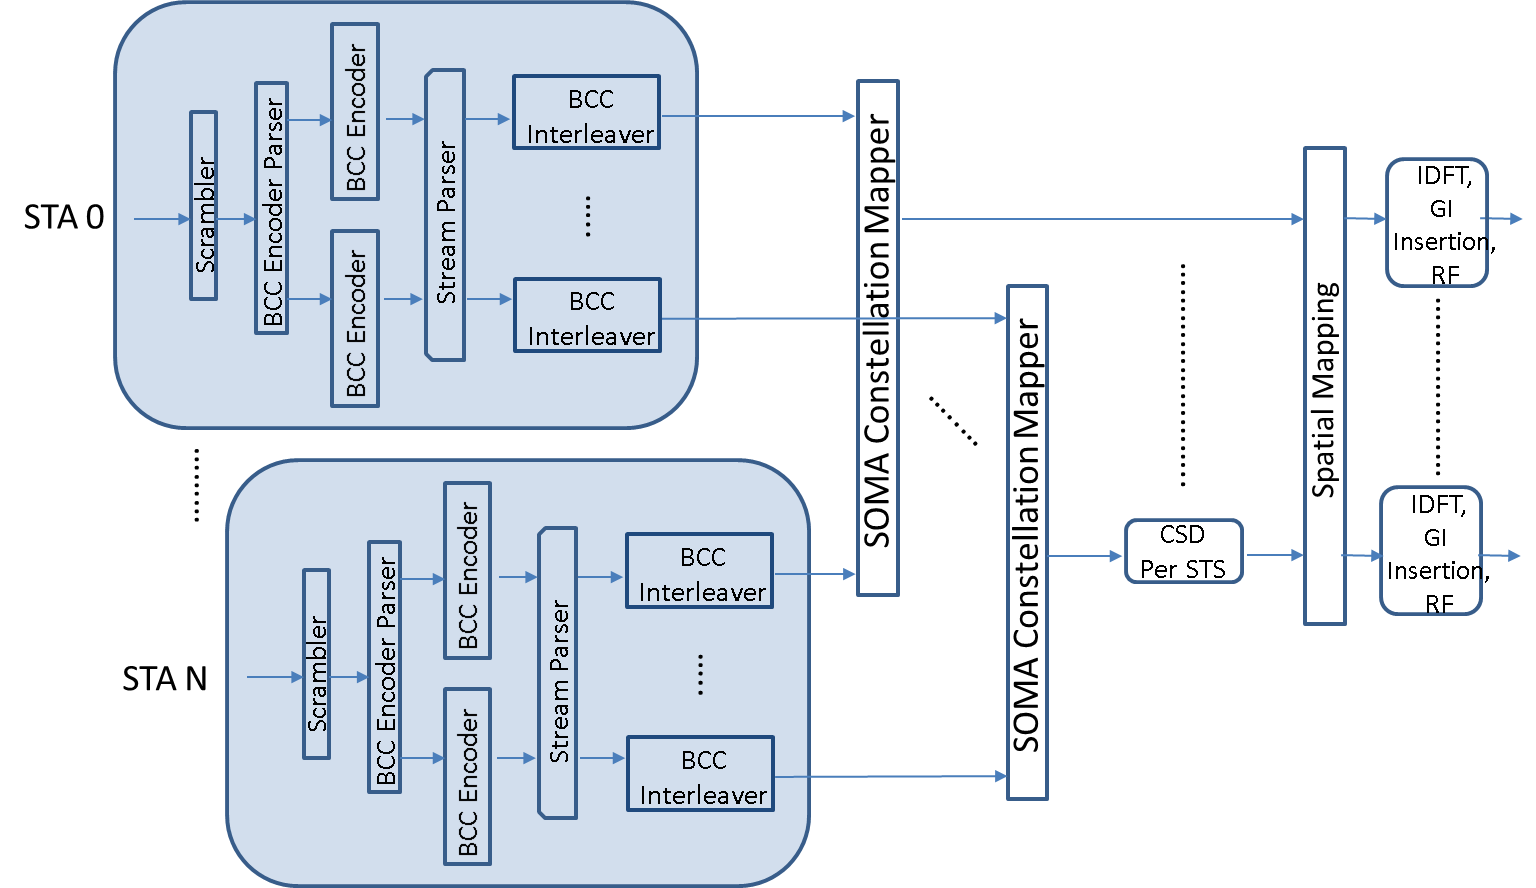 STA 0
Scrambler
BCC Encoder Parser
BCC Encoder
BCC Encoder
Stream Parser
BCC
Interleaver
BCC
Interleaver
STA N
Scrambler
BCC Encoder Parser
BCC Encoder
BCC Encoder
Stream Parser
BCC
Interleaver
BCC
Interleaver
SOMA Constellation Mapper
SOMA Constellation Mapper
CSD
Per STS
Spatial Mapping
IDFT,
GI
Insertion,
RF
IDFT,
GI
Insertion,
RF